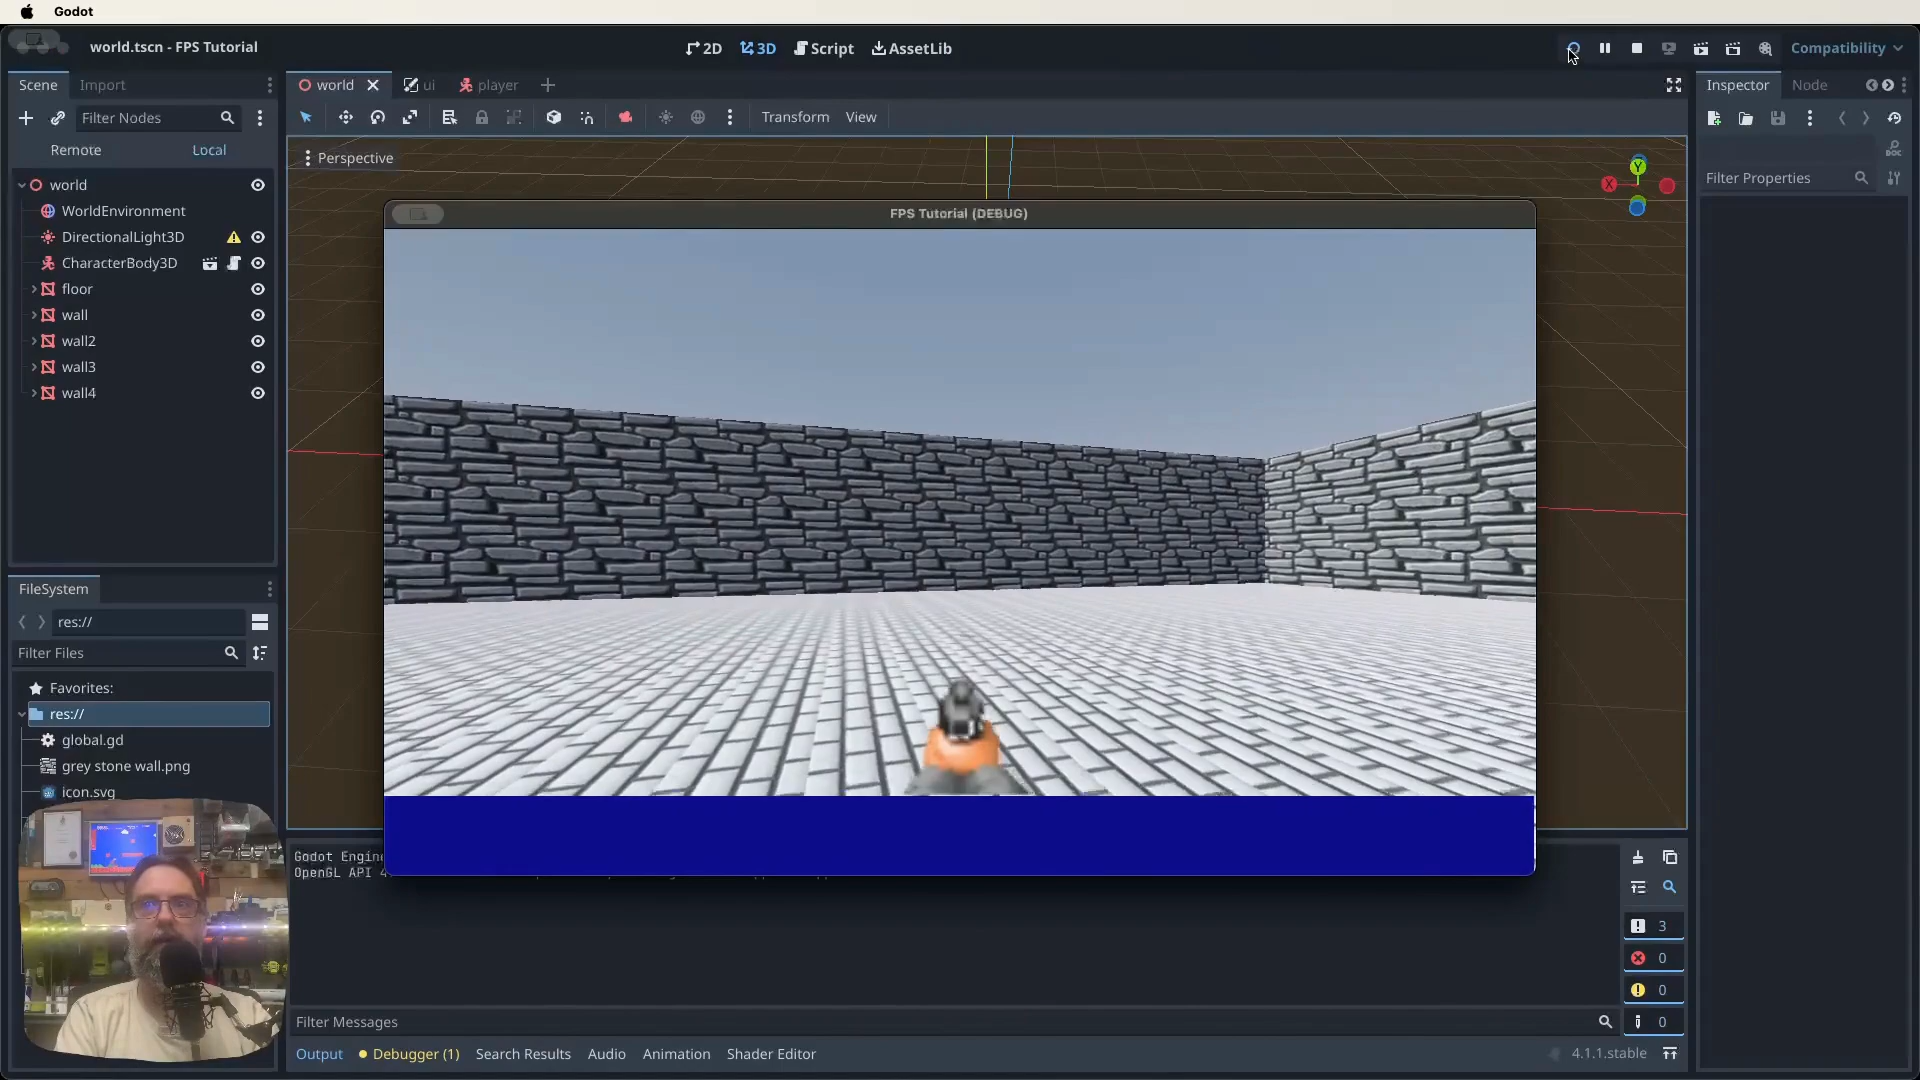 Godot
world.tscn - FPS Tutorial
2D
3D
Script
AssetLib
Compatibility
Scene
Import
world
ui
player
Inspector
Node
Filter Nodes
Transform
View
Remote
Local
Perspective
Filter Properties
DOC
Y
X
world
WorldEnvironment
DirectionalLight3D
CharacterBody3D
floor
wall
wall2
wall3
wall4
FPS Tutorial (DEBUG)
FileSystem
res://
Filter Files
Favorites:
res://
global.gd
grey stone wall.png
icon.svg
Godot Engine
OpenGL API 4.
3
0
0
0
Filter Messages
Output
Debugger (1)
Search Results
Audio
Animation
Shader Editor
4.1.1.stable